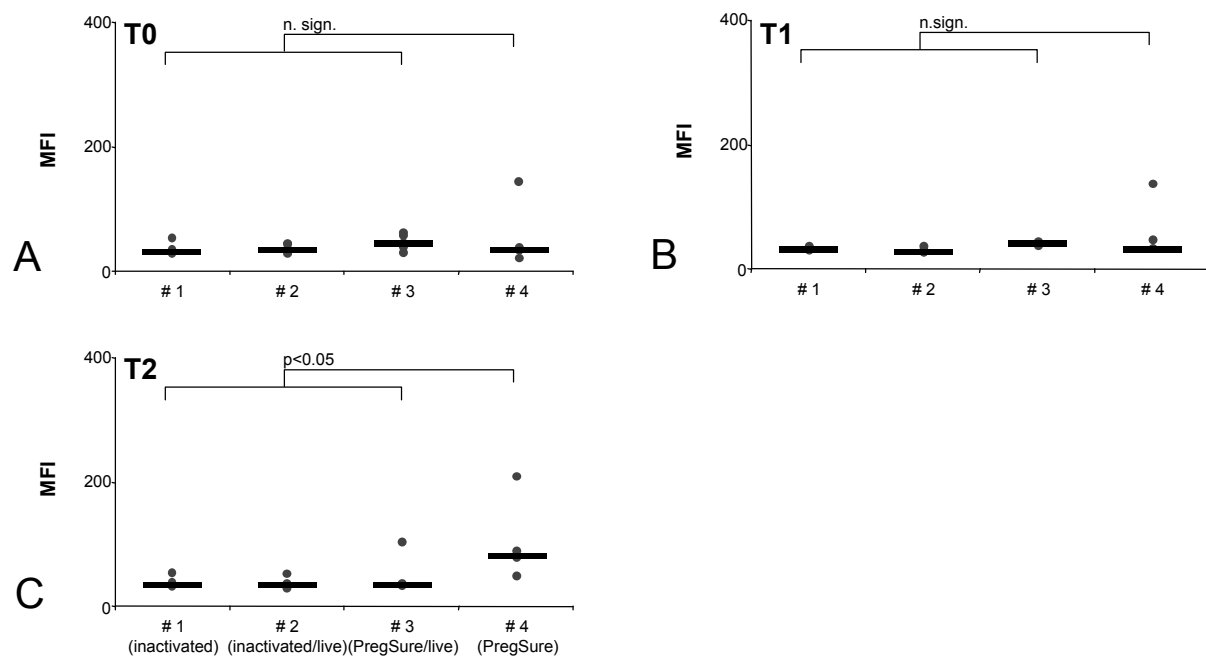 400
T0
n. sign.
200
MFI
0
A
# 1
# 2
# 3
# 4
400
T1
n.sign.
200
MFI
0
B
# 1
# 2
# 3
# 4
400
T2
p<0.05
200
MFI
0
C
# 1
(inactivated)
# 2
(inactivated/live)
# 3
(PregSure/live)
# 4
(PregSure)